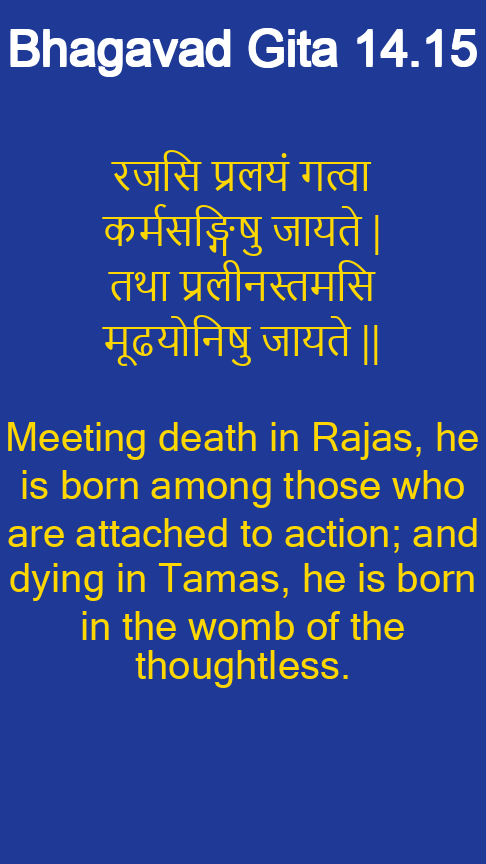 Bhagavad Gita 14.15
रजसि प्रलयं गत्वा
कर्मसङ्गिषु जायते |
तथा प्रलीनस्तमसि
मूढयोनिषु जायते ||
Meeting death in Rajas, he
is born among those who
are attached to action; and
dying in Tamas, he is born
in the womb of the
thoughtless.